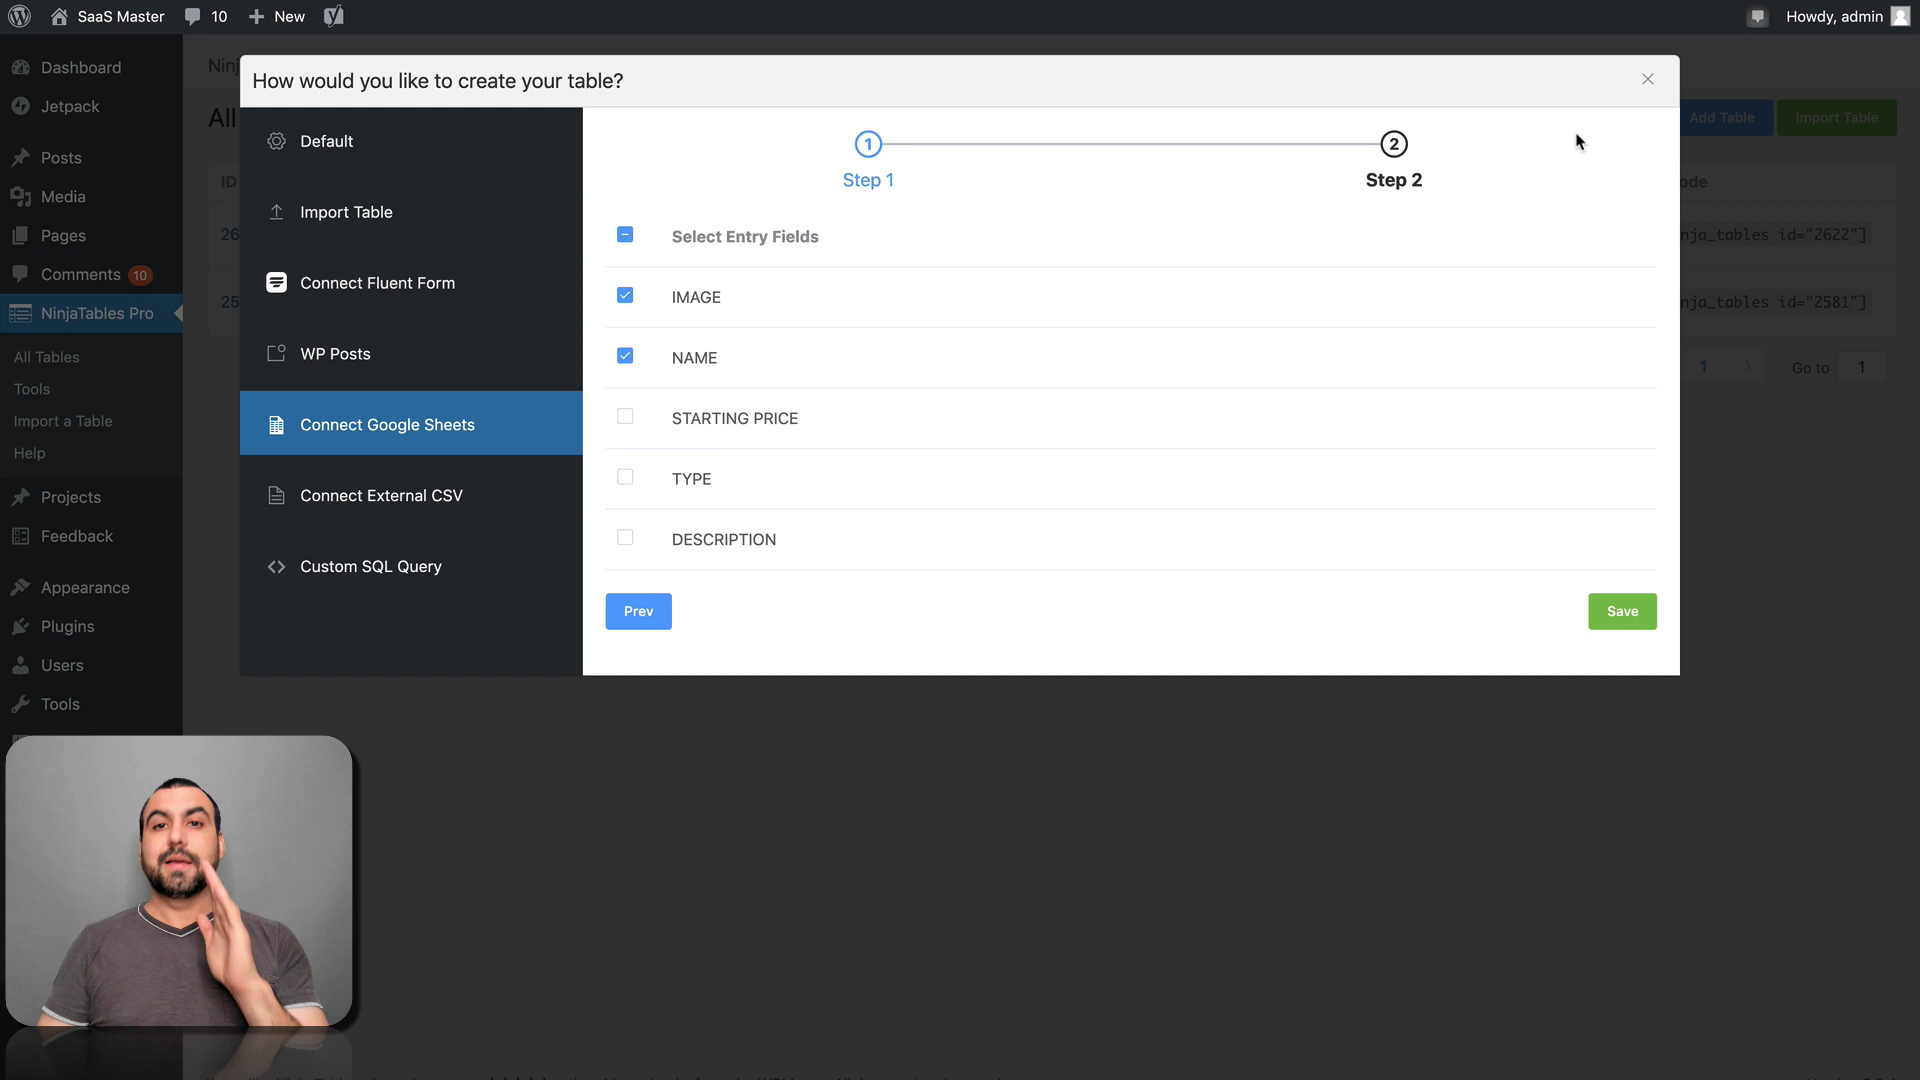 SaaS Master 10 New Howdy, admin
Dashboard
Jetpack
Posts
Media
Pages
Comments 10
NinjaTables Pro
All Tables
Tools
Import a Table
Help
Projects
Feedback
Appearance
Plugins
Users
Tools
Ninj
All
Add Table Import Table
ID
ode
26
nja_tables id="2622"]
25
nja_tables id="2581"]
1 Go to 1
How would you like to create your table?
Default
Import Table
Connect Fluent Form
WP Posts
Connect Google Sheets
Connect External CSV
Custom SQL Query
1 2
Step 1 Step 2
Select Entry Fields
IMAGE
NAME
STARTING PRICE
TYPE
DESCRIPTION
Prev Save